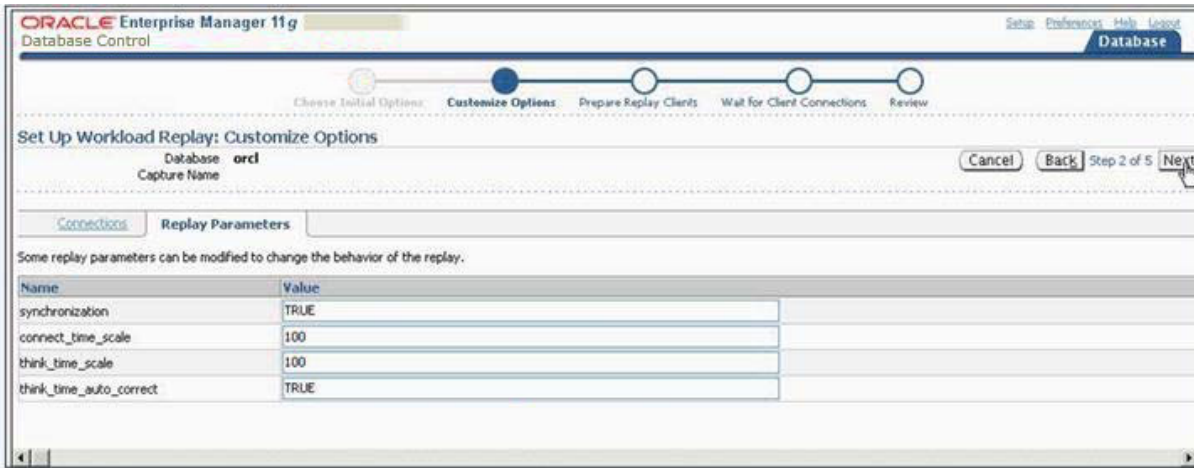 ORACLE Enterprise Manager 11g
Database Control
Setup Preferences Help Logout
Database
Choose Initial Options Customize Options Prepare Replay Clients Wait for Client Connections Review
Set Up Workload Replay: Customize Options
Database orcl
Capture Name
Cancel Back Step 2 of 5 Next
Connections Replay Parameters
Some replay parameters can be modified to change the behavior of the replay.
Name Value
synchronization TRUE
connect_time_scale 100
think_time_scale 100
think_time_auto_correct TRUE